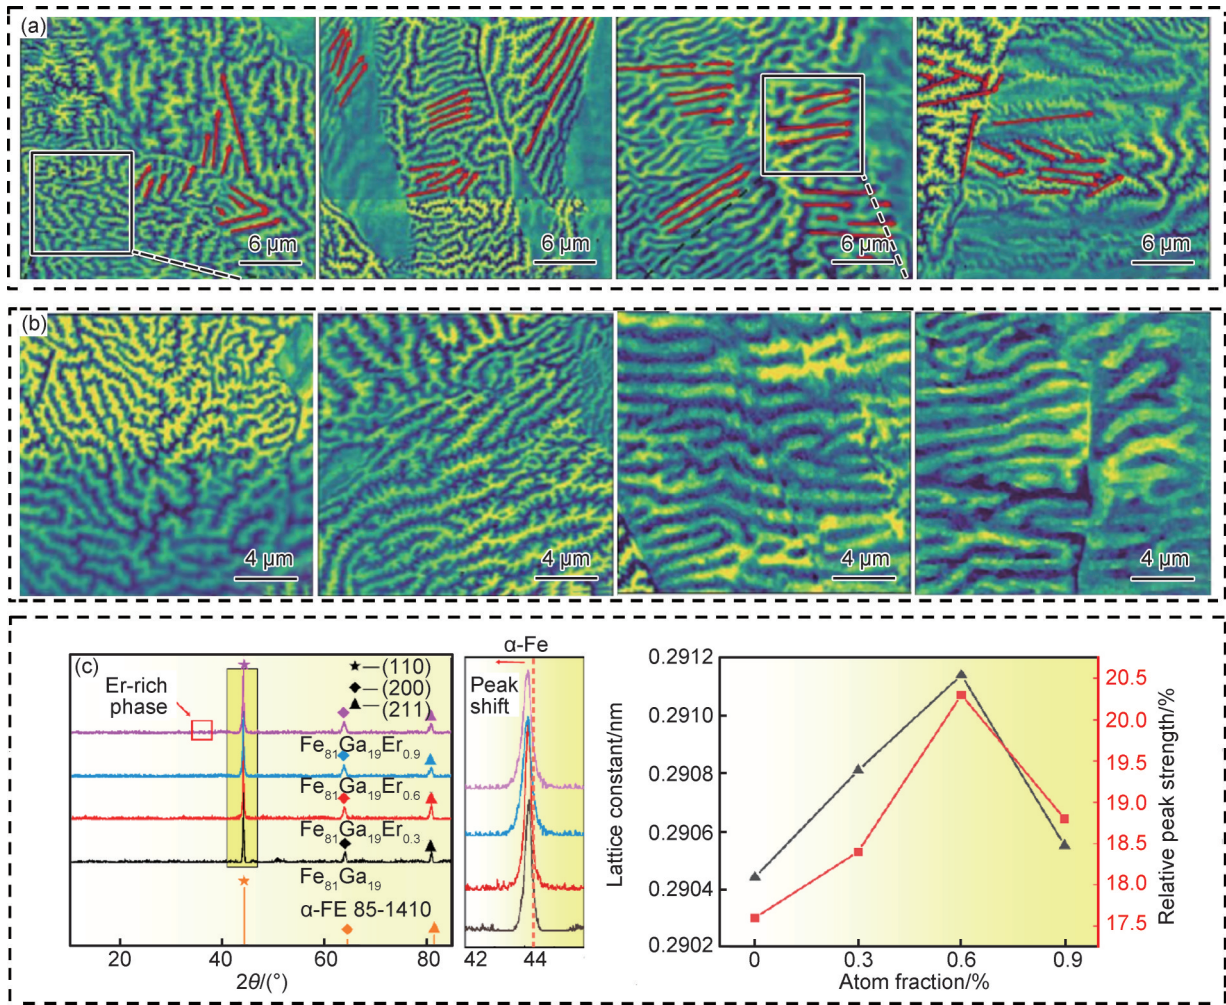 (a)
6 μm
6 μm
6 μm
6 μm
(b)
4 μm
4 μm
4 μm
4 μm
(c)
Er-rich
phase
★—(110)
◆—(200)
▲—(211)
Fe₈₁Ga₁₉Er₀.₉
Fe₈₁Ga₁₉Er₀.₆
Fe₈₁Ga₁₉Er₀.₃
Fe₈₁Ga₁₉
α-FE 85-1410
10 20 40 60 80
2θ/(°)
α-Fe
Peak
shift
42 44
Lattice constant/nm
0.2912
0.2910
0.2908
0.2906
0.2904
0.2902
0 0.3 0.6 0.9
Atom fraction/%
20.5
20.0
19.5
19.0
18.5
18.0
17.5
Relative peak strength/%